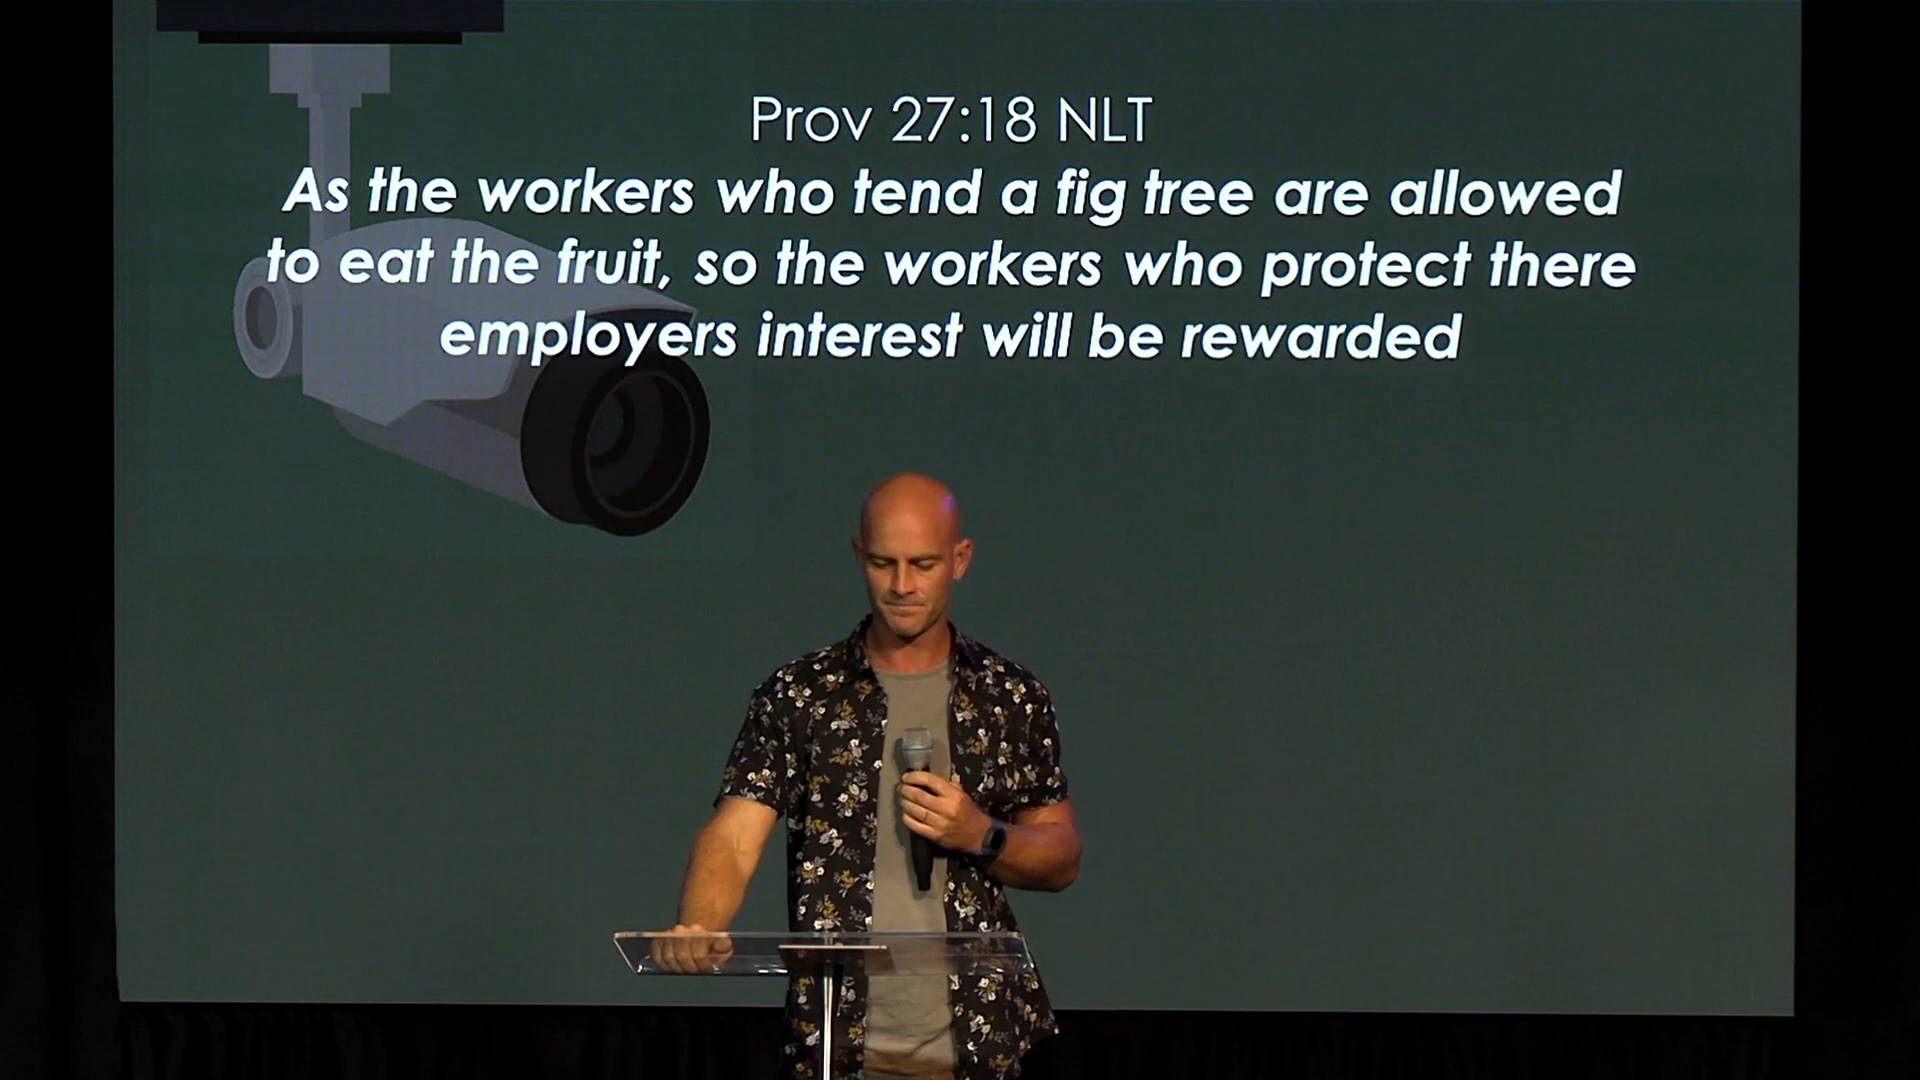 Prov 27:18 NLT
As the workers who tend a fig tree are allowed
to eat the fruit, so the workers who protect there
employers interest will be rewarded